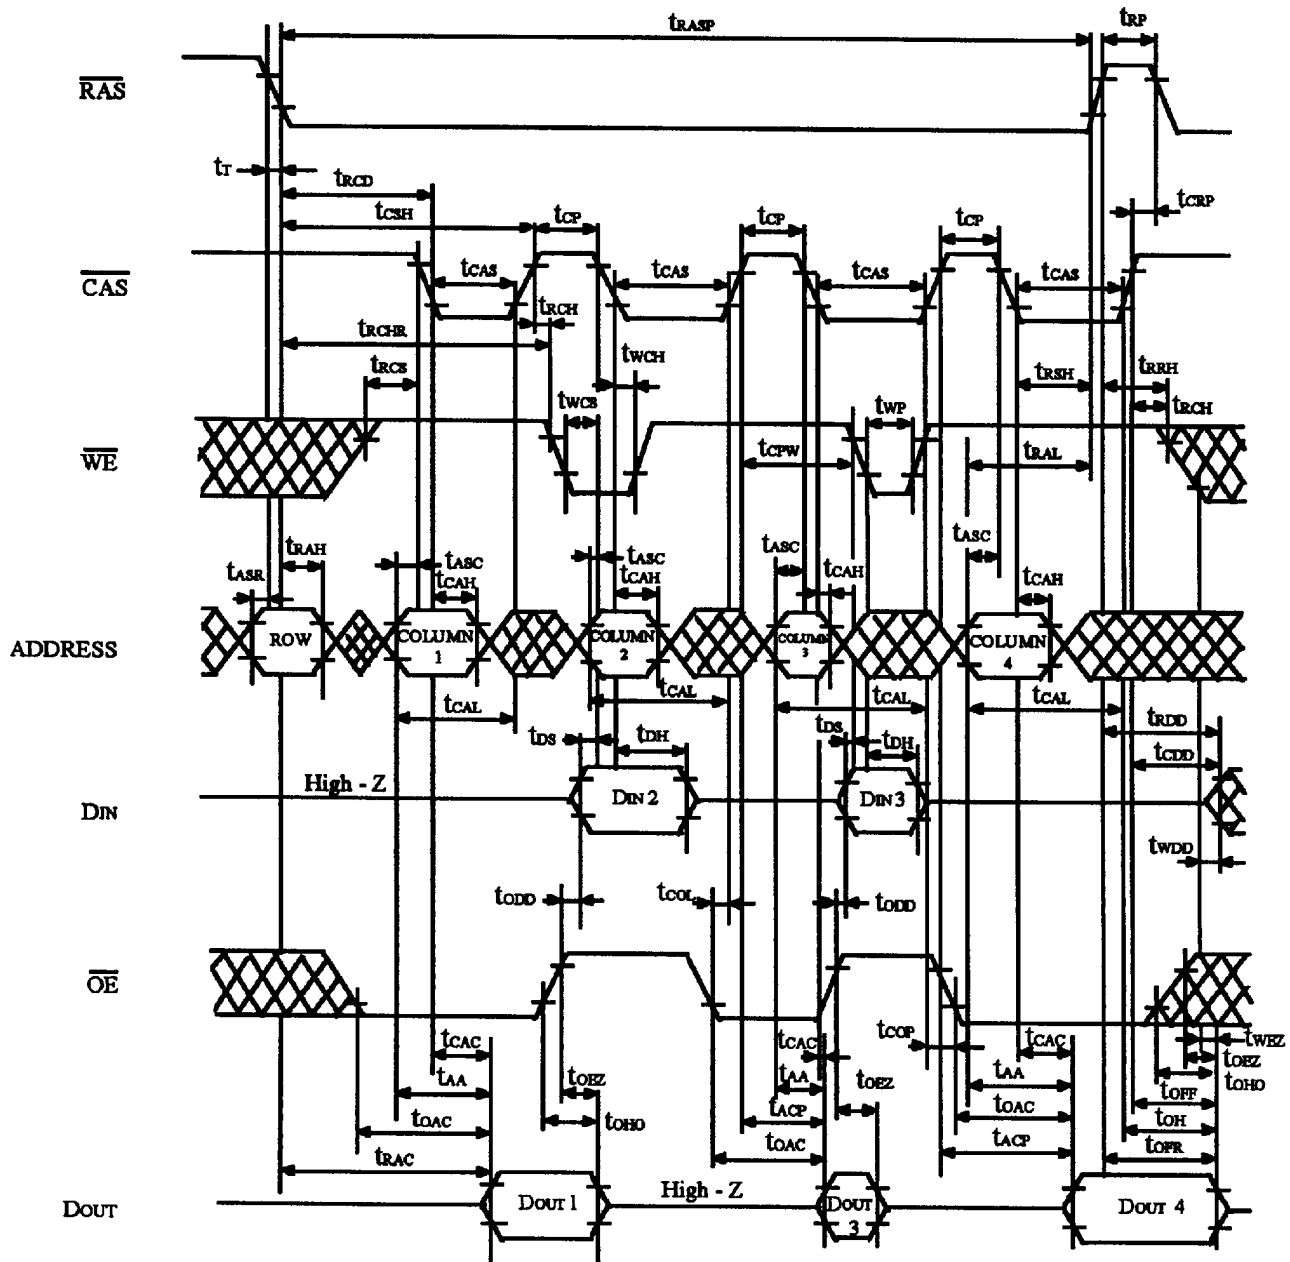 tRASP tRP
RAS
tT tRCD tCRP
tCSH tCP tCP tCP
CAS tCAS tCAS tCAS tCAS
tRCH
tRCHR tWCH
tRCS tRSH tRRH
tWCS tWP tRCH
WE tCPW tRAL
tRAH tASC tASC tASC tASC
tASR tCAH tCAH tCAH tCAH
ADDRESS ROW COLUMN 1 COLUMN 2 COLUMN 3 COLUMN 4
tCAL tCAL tCAL tCAL
tRDD
tDS tDH tDS tDH tCDD
High - Z
DIN DIN 2 DIN 3
tWDD
tODD tCOL tODD
OE
tCAC tCAC tCOP tCAC tWEZ
tAA tOEZ tAA tOEZ tAA tOEZ
tOHO
tOAC tOHO tACP tOAC tOFF
tOAC tACP tOH
tRAC tOFR
High - Z
DOUT DOUT 1 DOUT 3 DOUT 4